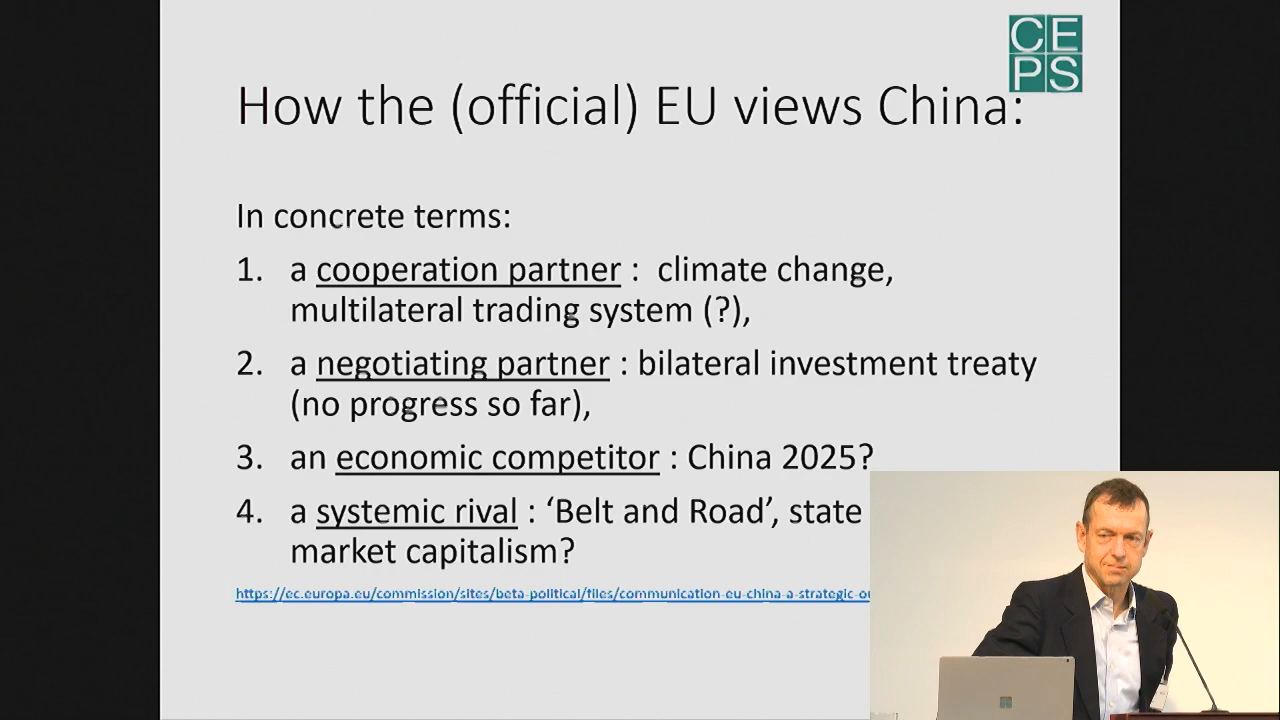 CE
PS
How the (official) EU views China:
In concrete terms:
1. a cooperation partner : climate change,
multilateral trading system (?),
2. a negotiating partner : bilateral investment treaty
(no progress so far),
3. an economic competitor : China 2025?
4. a systemic rival : ‘Belt and Road’, state
market capitalism?
https://ec.europa.eu/commission/sites/beta-political/files/communication-eu-china-a-strategic-ou